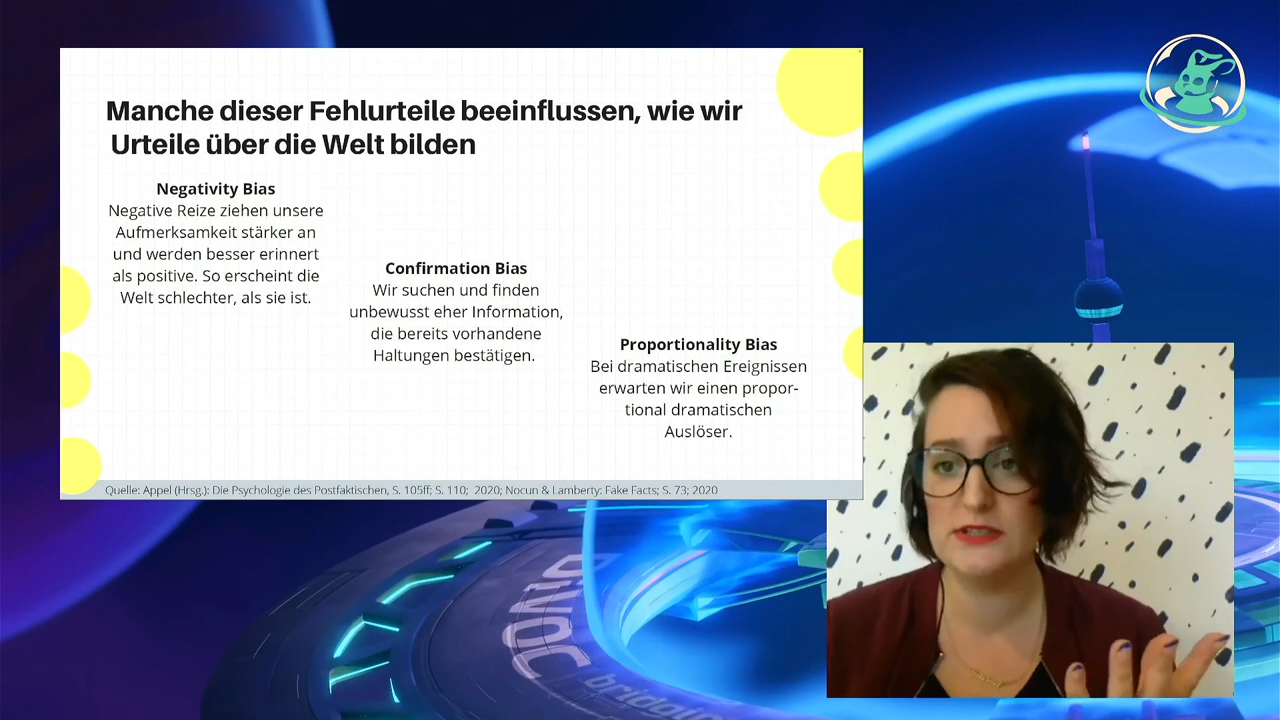 Manche dieser Fehlurteile beeinflussen, wie wir
Urteile über die Welt bilden
Negativity Bias
Negative Reize ziehen unsere
Aufmerksamkeit stärker an
und werden besser erinnert
als positive. So erscheint die
Welt schlechter, als sie ist.
Confirmation Bias
Wir suchen und finden
unbewusst eher Information,
die bereits vorhandene
Haltungen bestätigen.
Proportionality Bias
Bei dramatischen Ereignissen
erwarten wir einen propor-
tional dramatischen
Auslöser.
Quelle: Appel (Hrsg.): Die Psychologie des Postfaktischen, S. 105ff; S. 110; 2020; Nocun & Lamberty: Fake Facts; S. 73; 2020